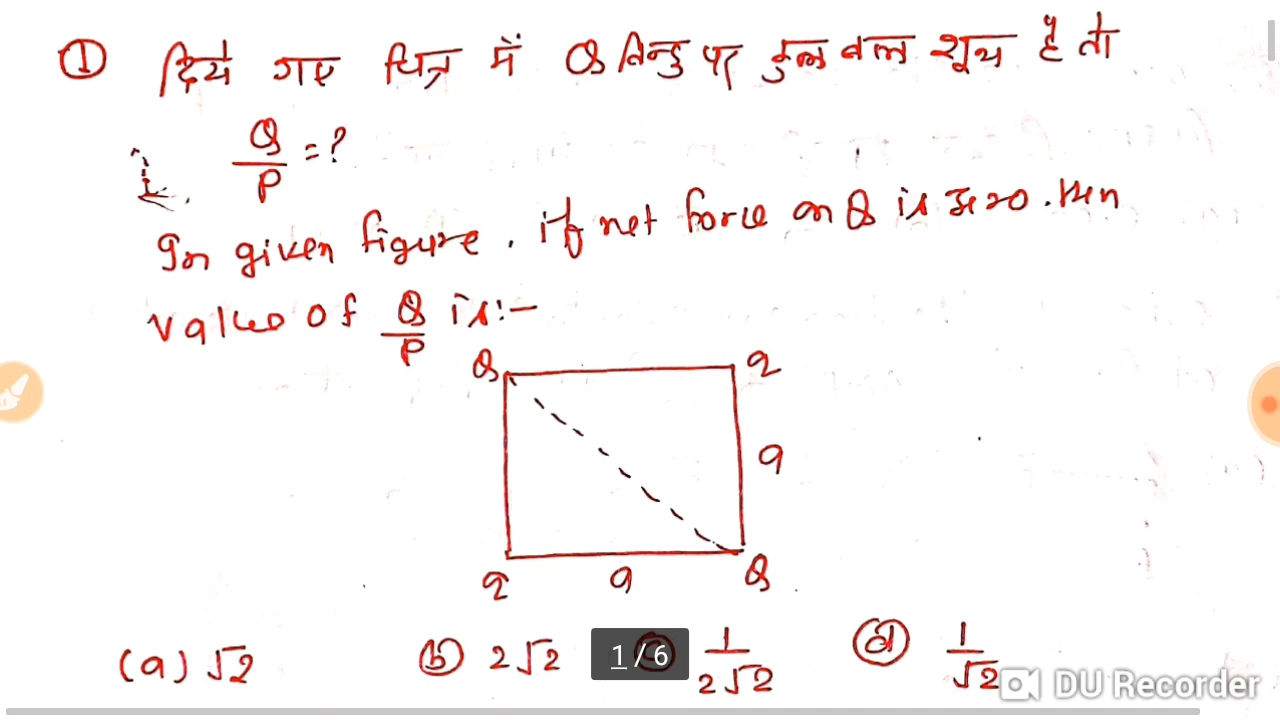 ① दिये गए चित्र में Q बिन्दु पर कुल बल शून्य है तो
Q/P = ?
In given figure, if net force on Q is zero. then
value of Q/P is:-
Q q
a
q a Q
(a) √2 (b) 2√2 (c) 1/2√2 (d) 1/√2
1 / 6
DU Recorder